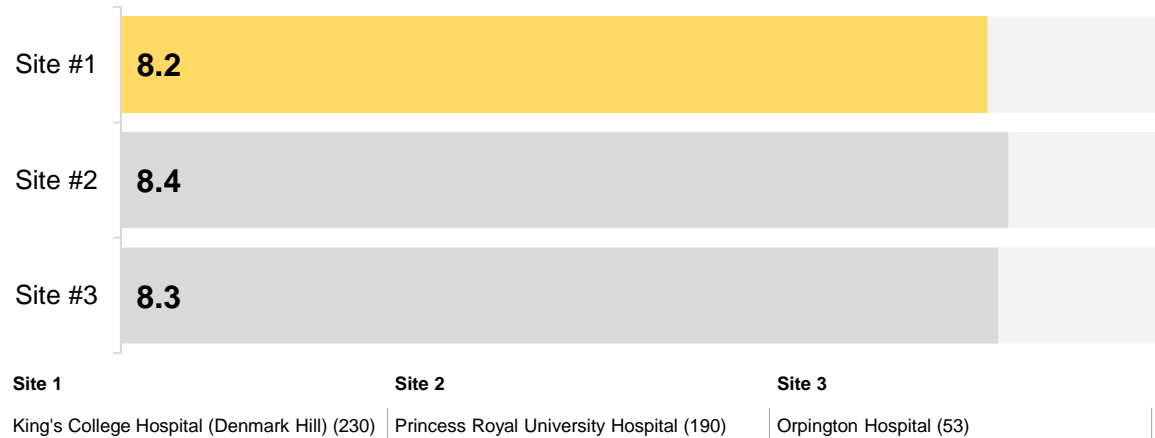 Site #1 8.2
Site #2 8.4
Site #3 8.3
Site 1 Site 2 Site 3
King's College Hospital (Denmark Hill) (230) Princess Royal University Hospital (190) Orpington Hospital (53)